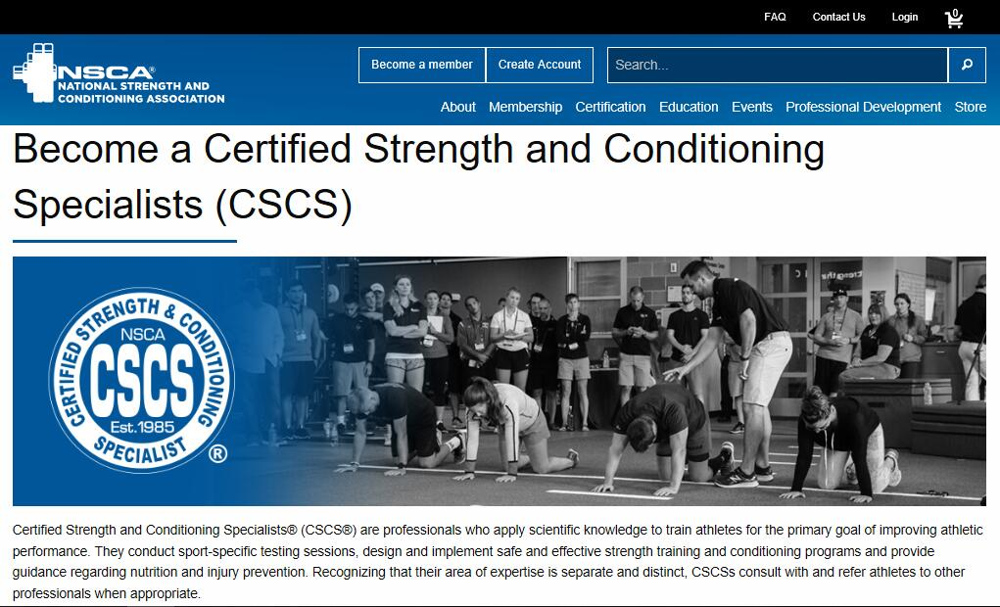 FAQ Contact Us Login 0
Become a member Create Account Search...
NSCA®
NATIONAL STRENGTH AND
CONDITIONING ASSOCIATION
About Membership Certification Education Events Professional Development Store
Become a Certified Strength and Conditioning
Specialists (CSCS)
CERTIFIED STRENGTH & CONDITIONING
NSCA
CSCS
Est.1985
SPECIALIST
®
Certified Strength and Conditioning Specialists® (CSCS®) are professionals who apply scientific knowledge to train athletes for the primary goal of improving athletic
performance. They conduct sport-specific testing sessions, design and implement safe and effective strength training and conditioning programs and provide
guidance regarding nutrition and injury prevention. Recognizing that their area of expertise is separate and distinct, CSCSs consult with and refer athletes to other
professionals when appropriate.